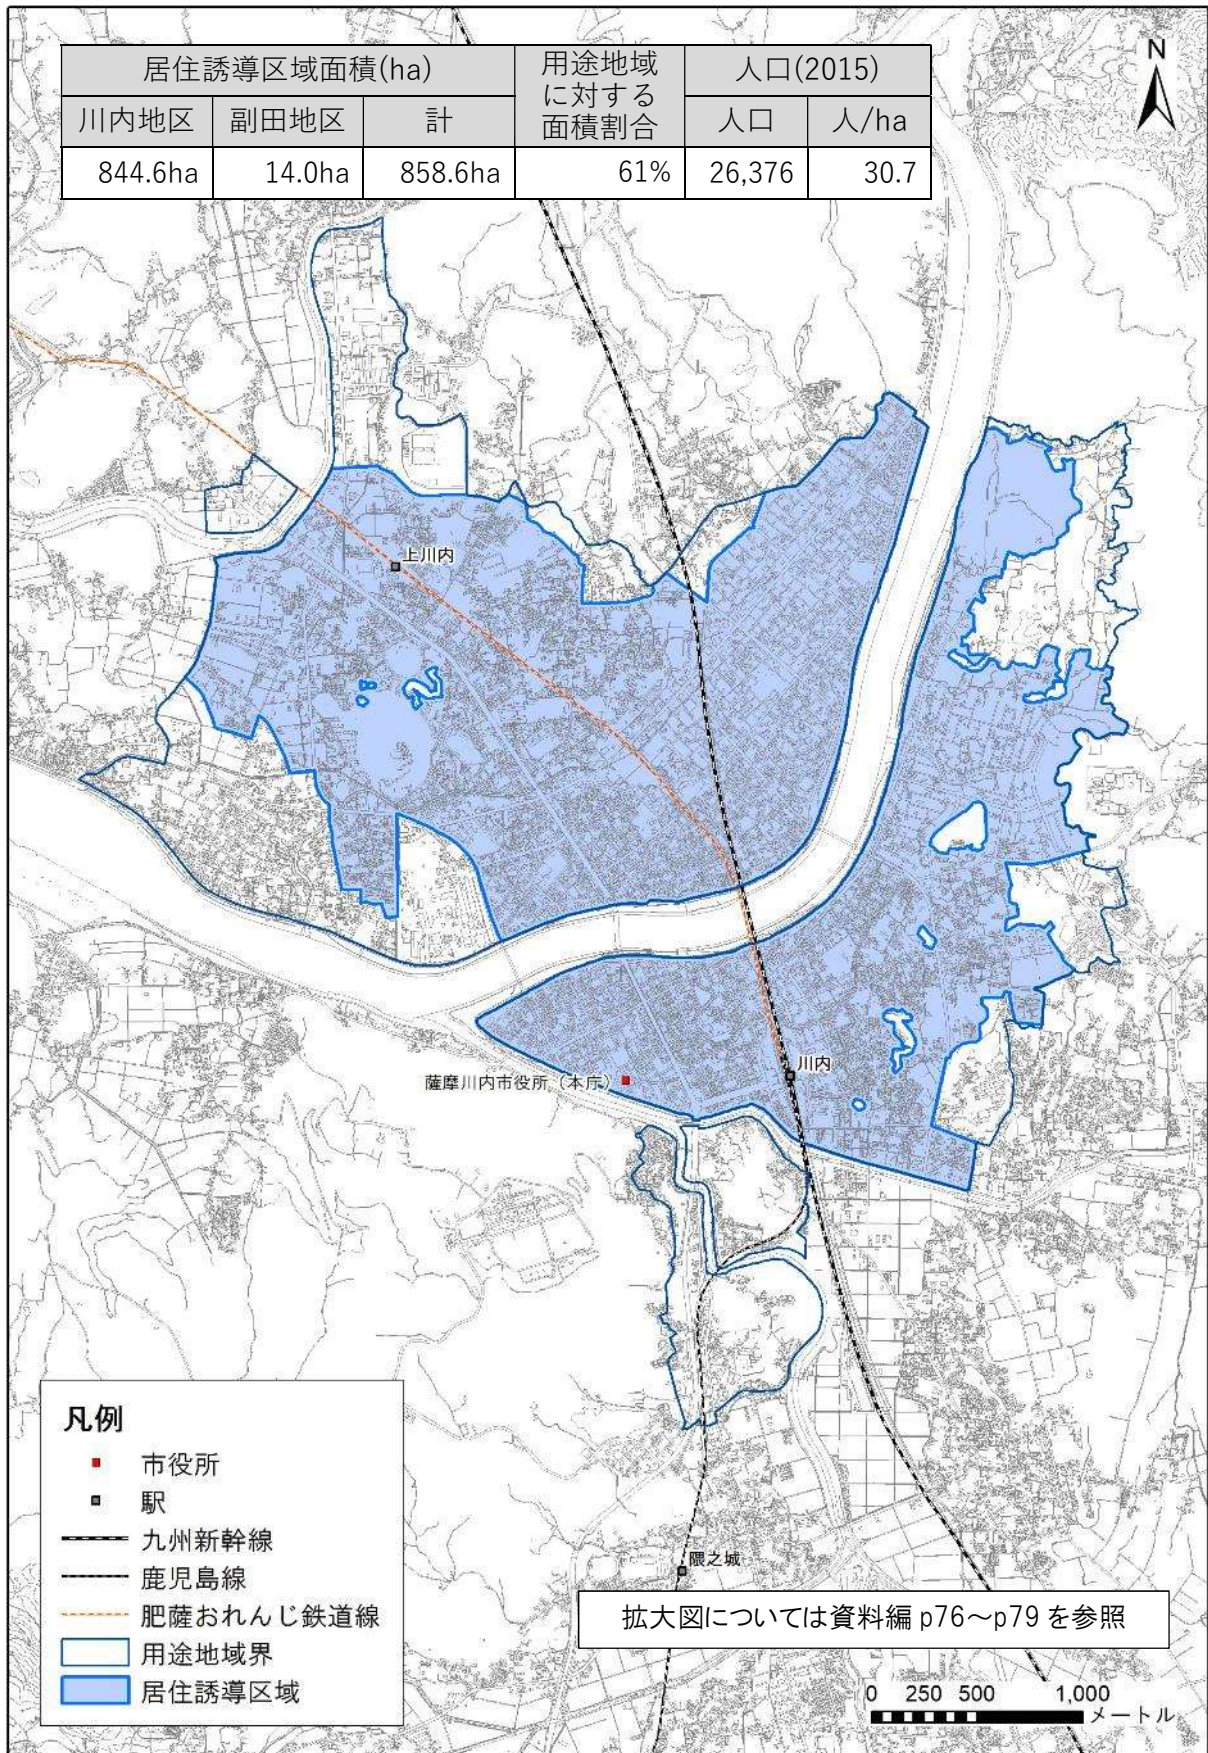 居住誘導区域面積(ha)
用途地域
に対する
面積割合
人口(2015)
川内地区
副田地区
計
人口
人/ha
844.6ha
14.0ha
858.6ha
61%
26,376
30.7
N
上川内
川内
薩摩川内市役所（本庁）
隈之城
凡例
市役所
駅
九州新幹線
鹿児島線
肥薩おれんじ鉄道線
用途地域界
居住誘導区域
拡大図については資料編 p76～p79 を参照
0 250 500 1,000
メートル